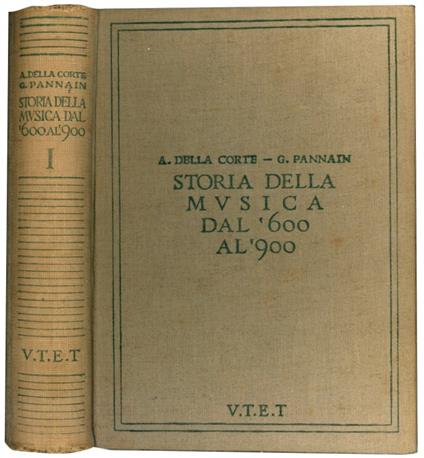 A. DELLA CORTE
G. PANNAIN
STORIA DELLA
MVSICA DAL
'600 AL '900
I
V.T.E.T
A. DELLA CORTE – G. PANNAIN
STORIA DELLA
MVSICA
DAL '600
AL '900
V.T.E.T